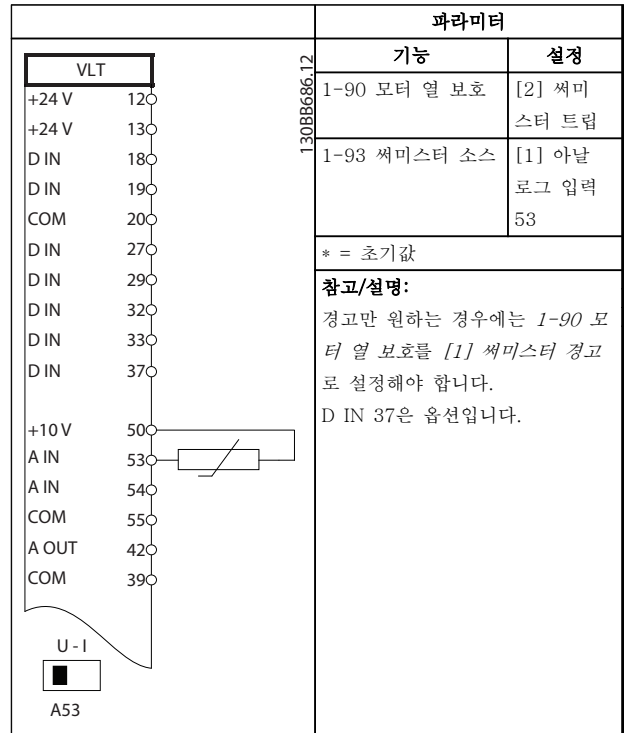 파라미터
기능 설정
VLT
+24 V 12
+24 V 13
D IN 18
D IN 19
COM 20
D IN 27
D IN 29
D IN 32
D IN 33
D IN 37
+10 V 50
A IN 53
A IN 54
COM 55
A OUT 42
COM 39
U - I
A53
130BB686.12
1-90 모터 열 보호 [2] 써미
스터 트립
1-93 써미스터 소스 [1] 아날
로그 입력
53
* = 초기값
참고/설명:
경고만 원하는 경우에는 1-90 모
터 열 보호를 [1] 써미스터 경고
로 설정해야 합니다.
D IN 37은 옵션입니다.